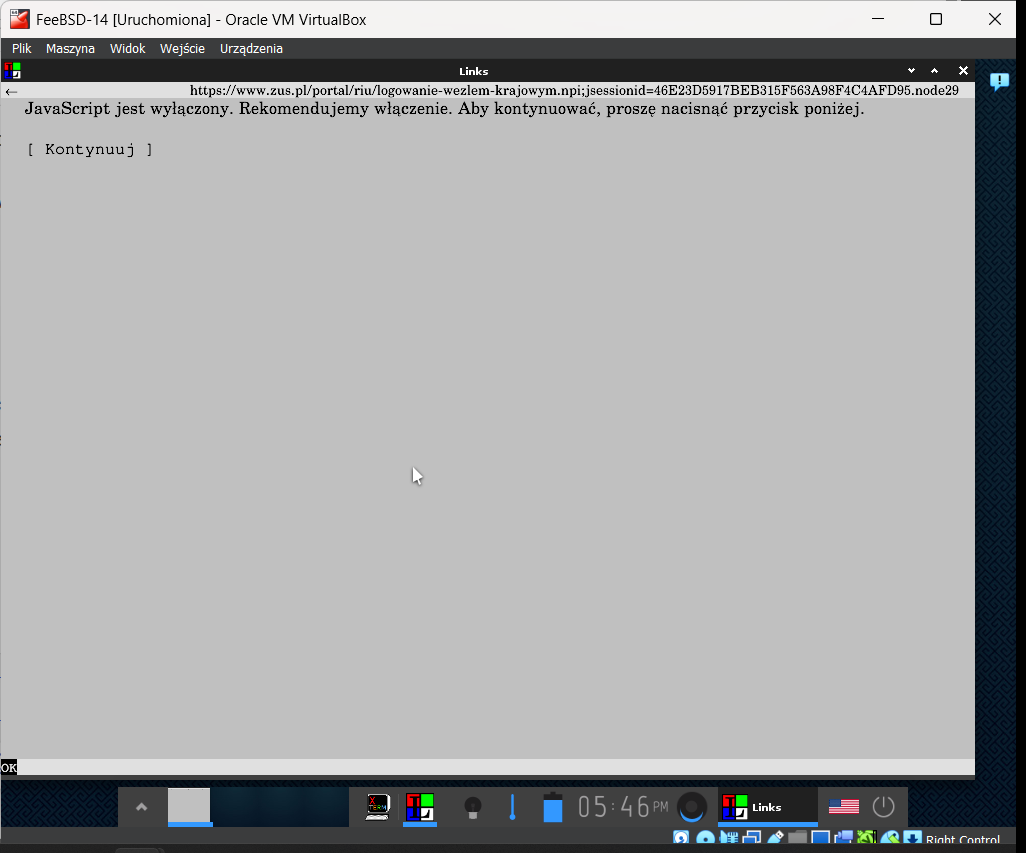 FeeBSD-14 [Uruchomiona] - Oracle VM VirtualBox
Plik Maszyna Widok Wejście Urządzenia
Links
https://www.zus.pl/portal/riu/logowanie-wezlem-krajowym.npi;jsessionid=46E23D5917BEB315F563A98F4C4AFD95.node29
JavaScript jest wyłączony. Rekomendujemy włączenie. Aby kontynuować, proszę nacisnąć przycisk poniżej.
[ Kontynuuj ]
OK
X TERM
05:46 PM
Links
Right Control